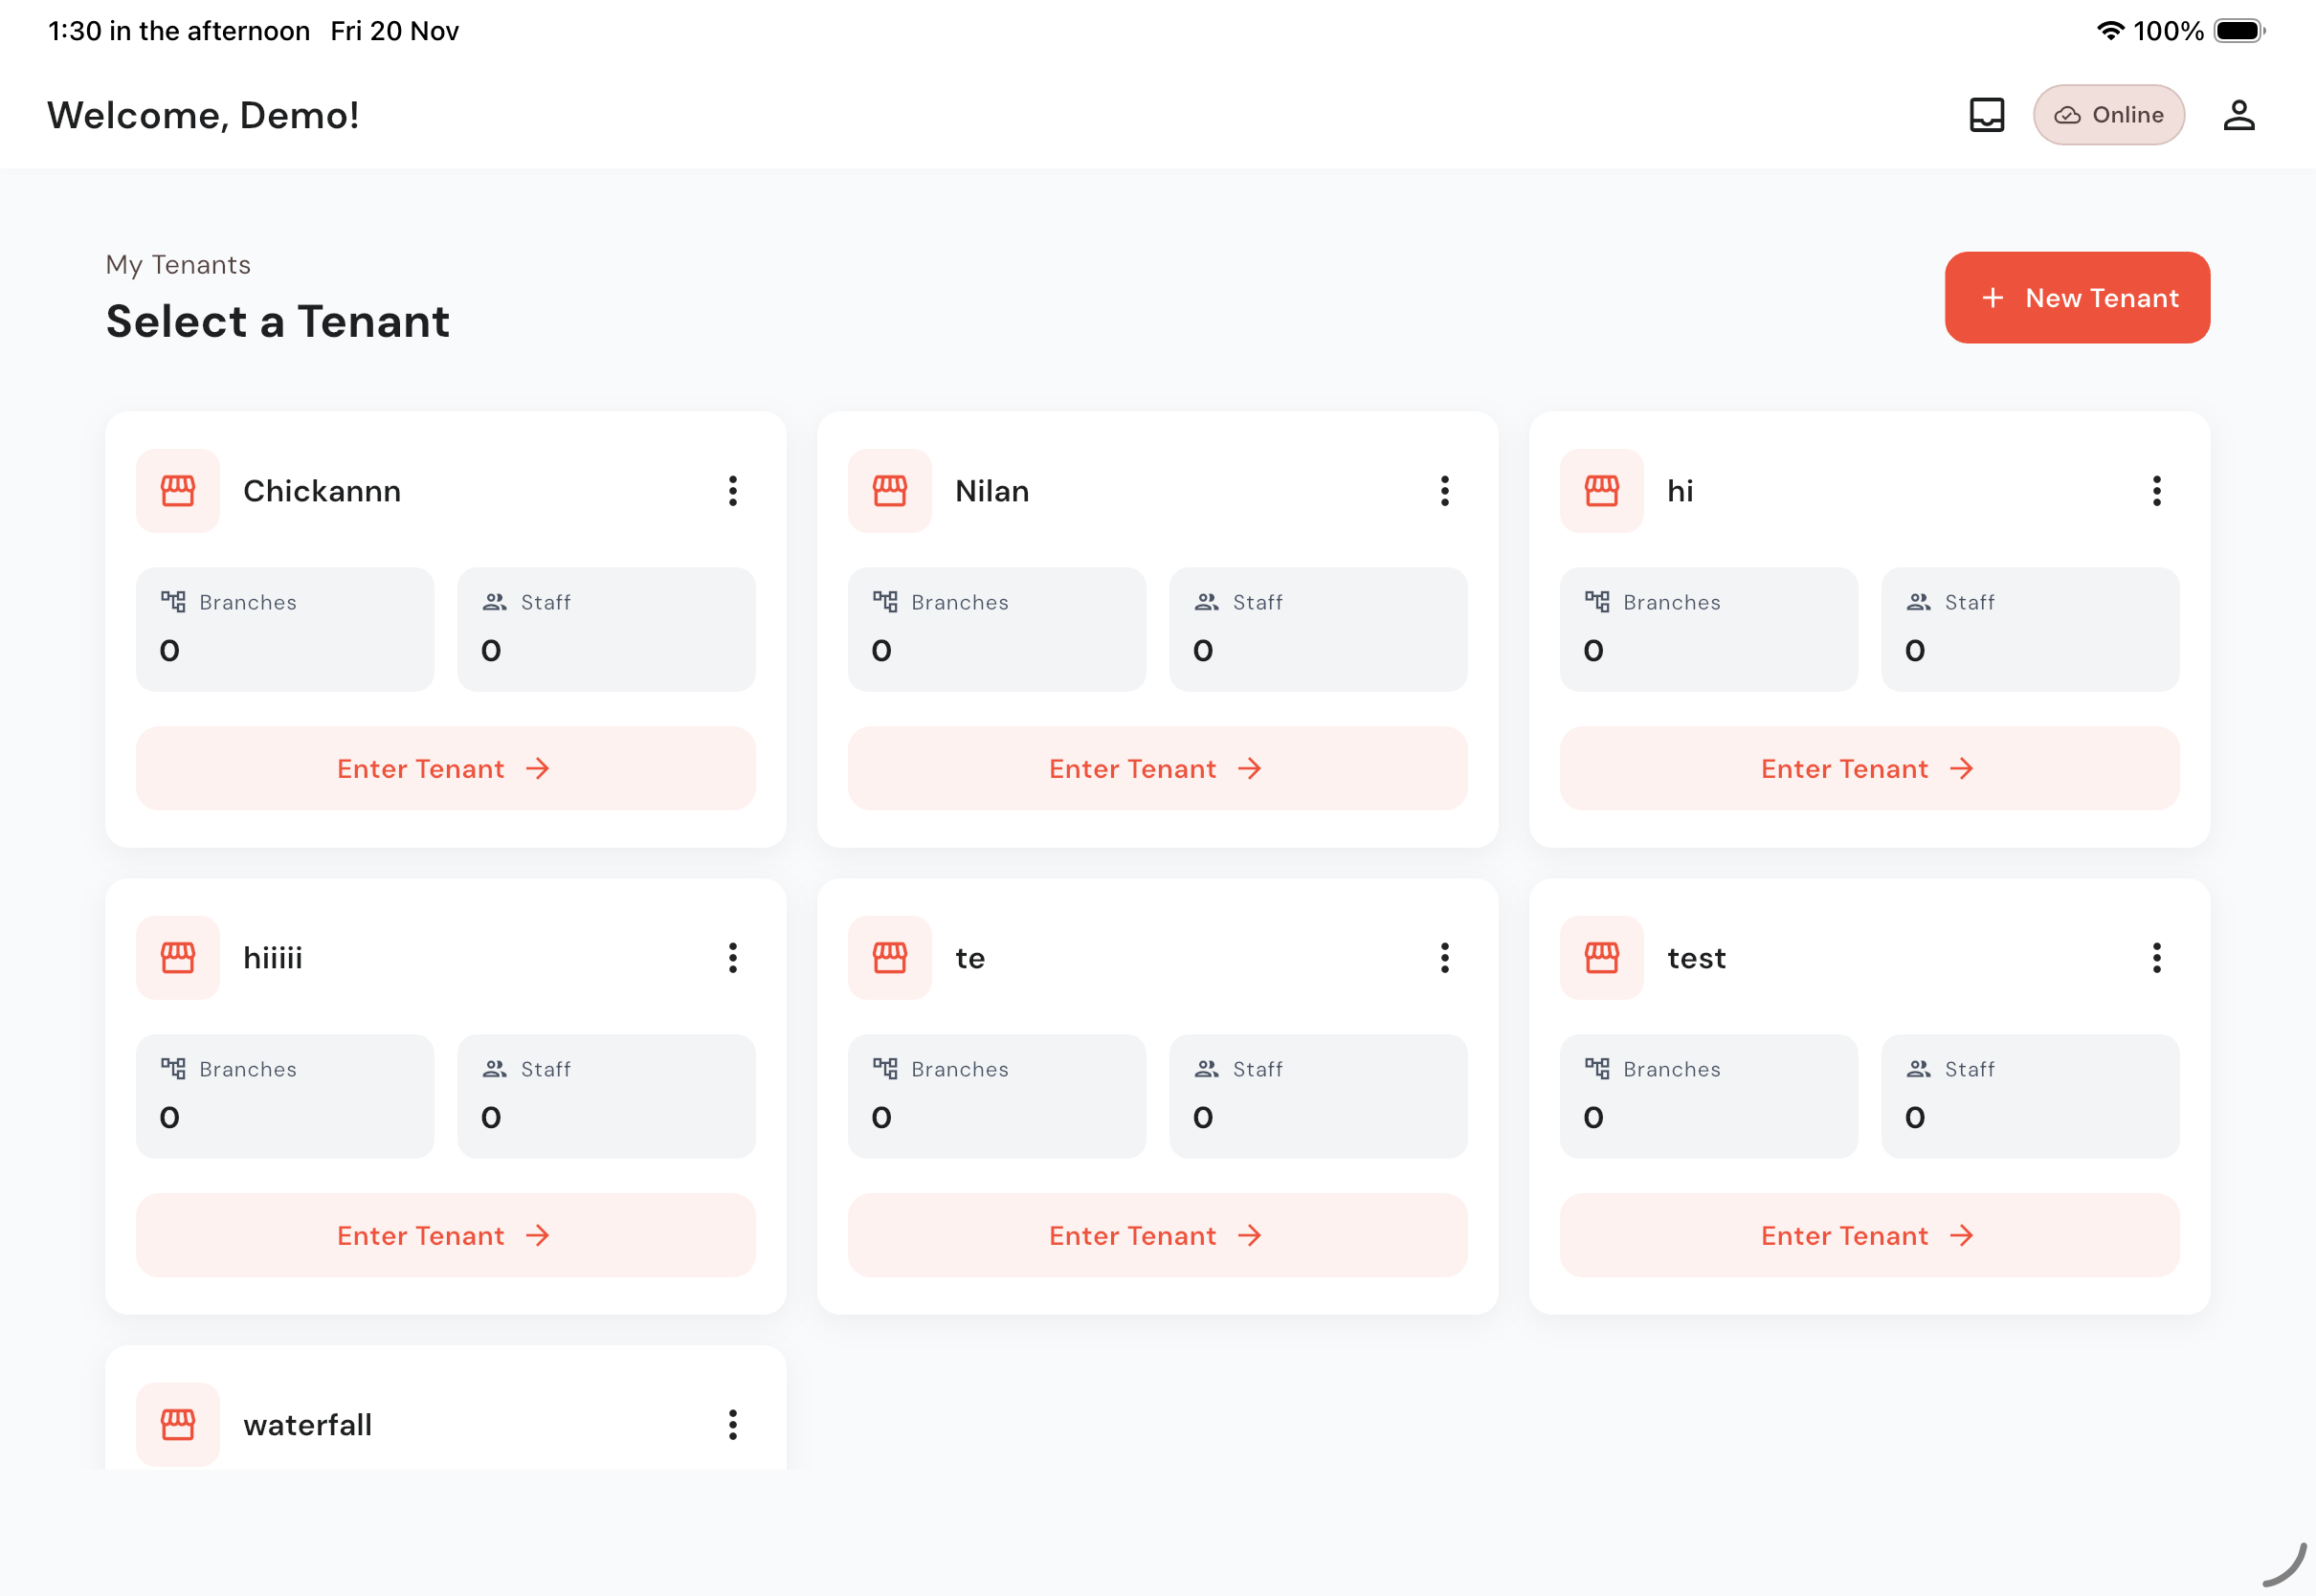 1:30 in the afternoon Fri 20 Nov 100%
Welcome, Demo! Online
My Tenants
Select a Tenant
New Tenant
Chickannn Nilan hi
Branches Staff Branches Staff Branches Staff
0 0 0 0 0 0
Enter Tenant Enter Tenant Enter Tenant
hiiiii te test
Branches Staff Branches Staff Branches Staff
0 0 0 0 0 0
Enter Tenant Enter Tenant Enter Tenant
waterfall